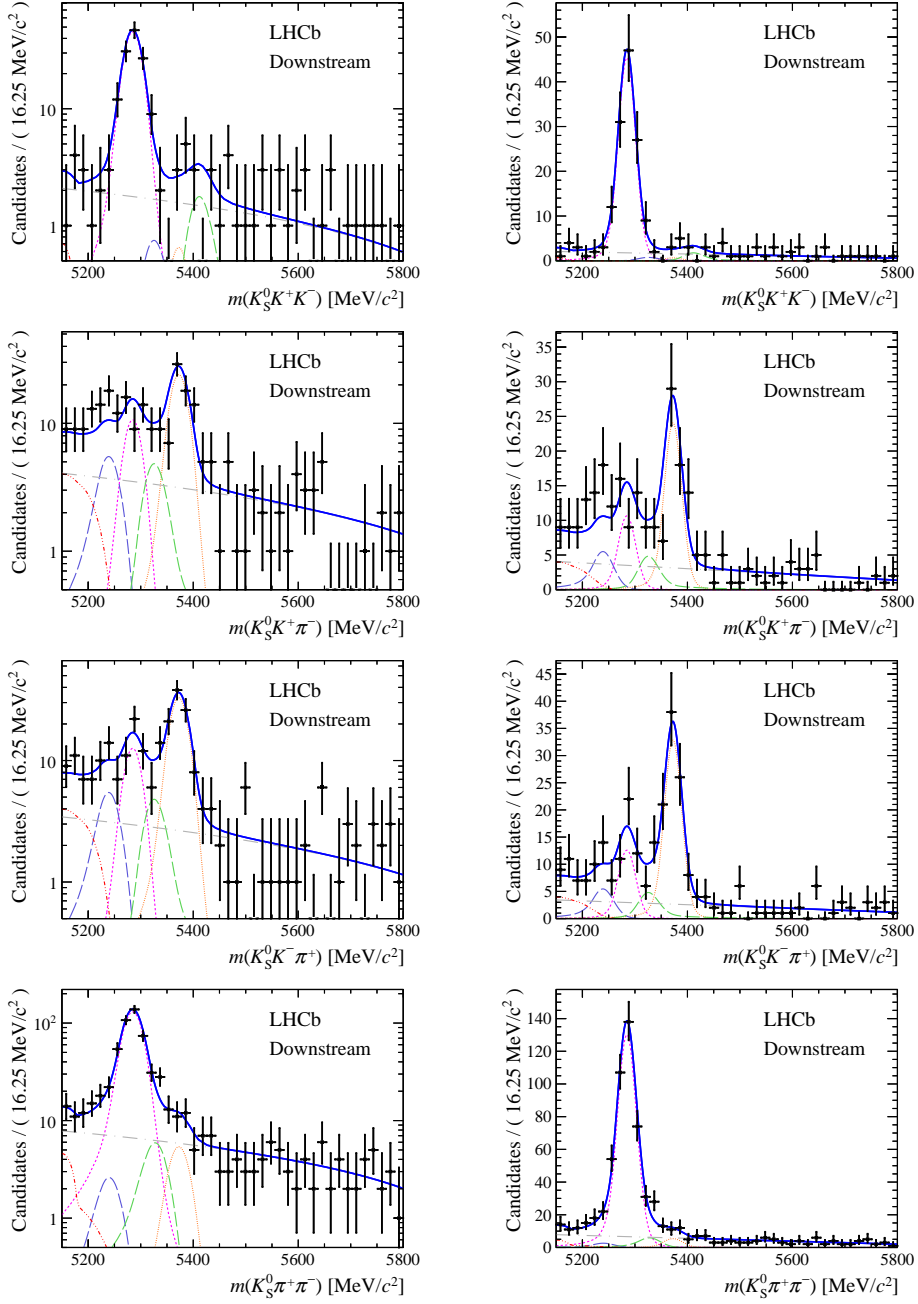 Candidates / ( 16.25 MeV/c² )
LHCb
Downstream
10
1
5200 5400 5600 5800
m(K⁰_S K⁺K⁻) [MeV/c²]
Candidates / ( 16.25 MeV/c² )
LHCb
Downstream
50
40
30
20
10
0
5200 5400 5600 5800
m(K⁰_S K⁺K⁻) [MeV/c²]
Candidates / ( 16.25 MeV/c² )
LHCb
Downstream
10
1
5200 5400 5600 5800
m(K⁰_S K⁺π⁻) [MeV/c²]
Candidates / ( 16.25 MeV/c² )
LHCb
Downstream
35
30
25
20
15
10
5
0
5200 5400 5600 5800
m(K⁰_S K⁺π⁻) [MeV/c²]
Candidates / ( 16.25 MeV/c² )
LHCb
Downstream
10
1
5200 5400 5600 5800
m(K⁰_S K⁻π⁺) [MeV/c²]
Candidates / ( 16.25 MeV/c² )
LHCb
Downstream
45
40
35
30
25
20
15
10
5
0
5200 5400 5600 5800
m(K⁰_S K⁻π⁺) [MeV/c²]
Candidates / ( 16.25 MeV/c² )
LHCb
Downstream
10²
10
1
5200 5400 5600 5800
m(K⁰_S π⁺π⁻) [MeV/c²]
Candidates / ( 16.25 MeV/c² )
LHCb
Downstream
140
120
100
80
60
40
20
0
5200 5400 5600 5800
m(K⁰_S π⁺π⁻) [MeV/c²]